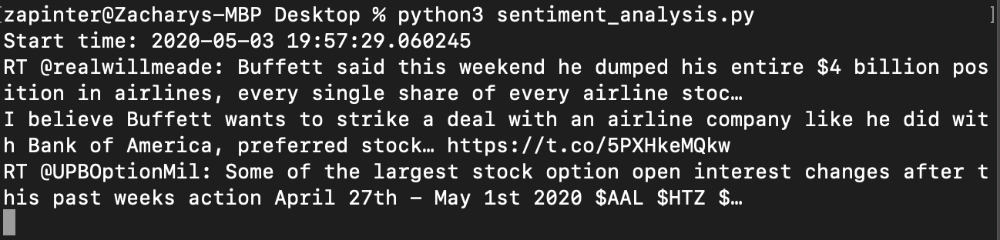 [zapinter@Zacharys-MBP Desktop % python3 sentiment_analysis.py ]
Start time: 2020-05-03 19:57:29.060245
RT @realwillmeade: Buffett said this weekend he dumped his entire $4 billion pos
ition in airlines, every single share of every airline stoc…
I believe Buffett wants to strike a deal with an airline company like he did wit
h Bank of America, preferred stock… https://t.co/5PXHkeMQkw
RT @UPBOptionMil: Some of the largest stock option open interest changes after t
his past weeks action April 27th – May 1st 2020 $AAL $HTZ $…